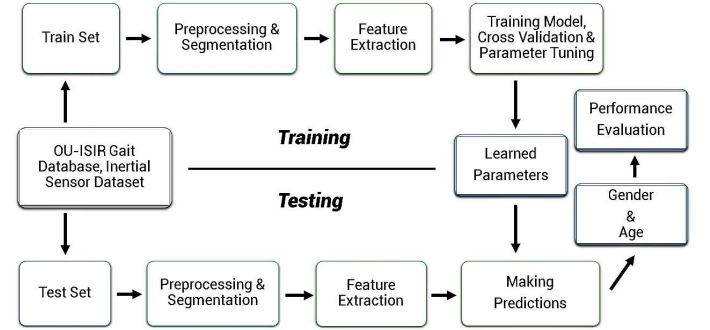 Train Set
Preprocessing &
Segmentation
Feature
Extraction
Training Model,
Cross Validation &
Parameter Tuning
OU-ISIR Gait
Database, Inertial
Sensor Dataset
Training
Testing
Learned
Parameters
Performance
Evaluation
Gender
&
Age
Test Set
Preprocessing &
Segmentation
Feature
Extraction
Making
Predictions